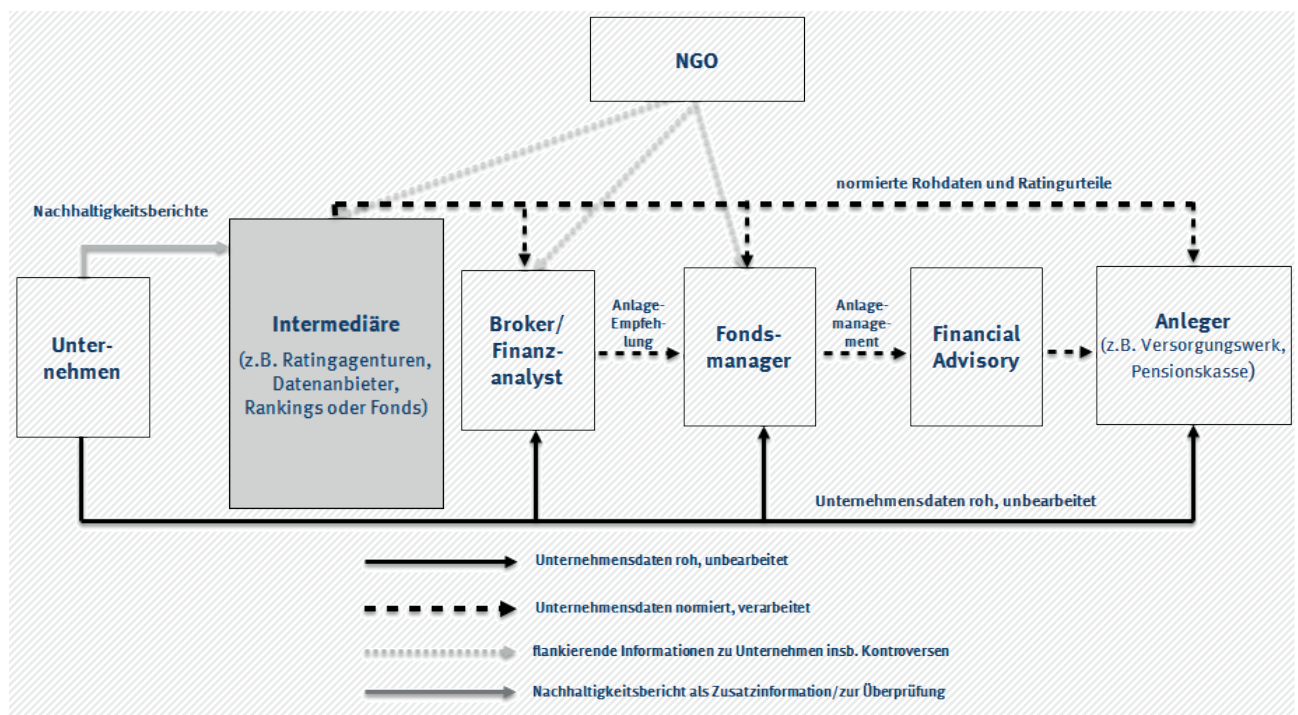 NGO
normierte Rohdaten und Ratingurteile
Nachhaltigkeitsberichte
Unter-
nehmen
Intermediäre
(z.B. Ratingagenturen,
Datenanbieter,
Rankings oder Fonds)
Broker/
Finanz-
analyst
Anlage-
Empfeh-
lung
Fonds-
manager
Anlage-
manage-
ment
Financial
Advisory
Anleger
(z.B. Versorgungswerk,
Pensionskasse)
Unternehmensdaten roh, unbearbeitet
Unternehmensdaten roh, unbearbeitet
Unternehmensdaten normiert, verarbeitet
flankierende Informationen zu Unternehmen insb. Kontroversen
Nachhaltigkeitsbericht als Zusatzinformation/zur Überprüfung